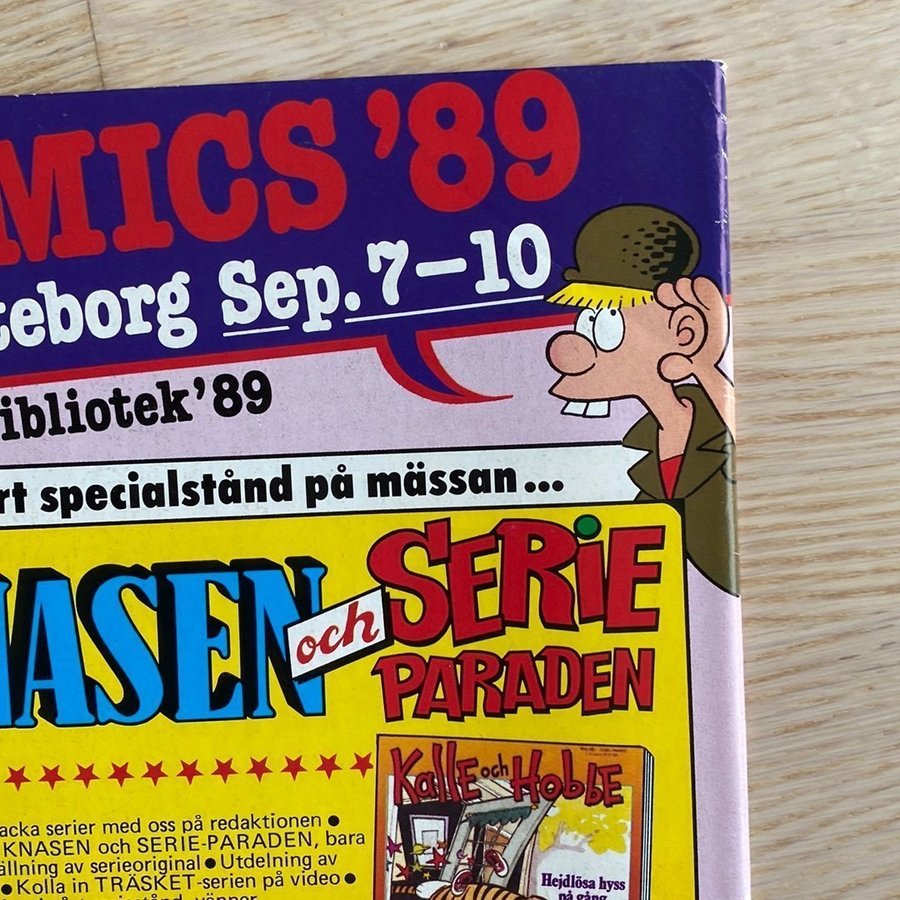 MICS '89
teborg Sep. 7–10
ibliotek '89
rt specialstånd på mässan...
NASEN och SERIE
PARADEN
Kalle och Hobbe
acka serier med oss på redaktionen ●
KNASEN och SERIE-PARADEN, bara
ällning av serieoriginal ● Utdelning av
● Kolla in TRÄSKET-serien på video ●
Hejdlösa hyss
på gång